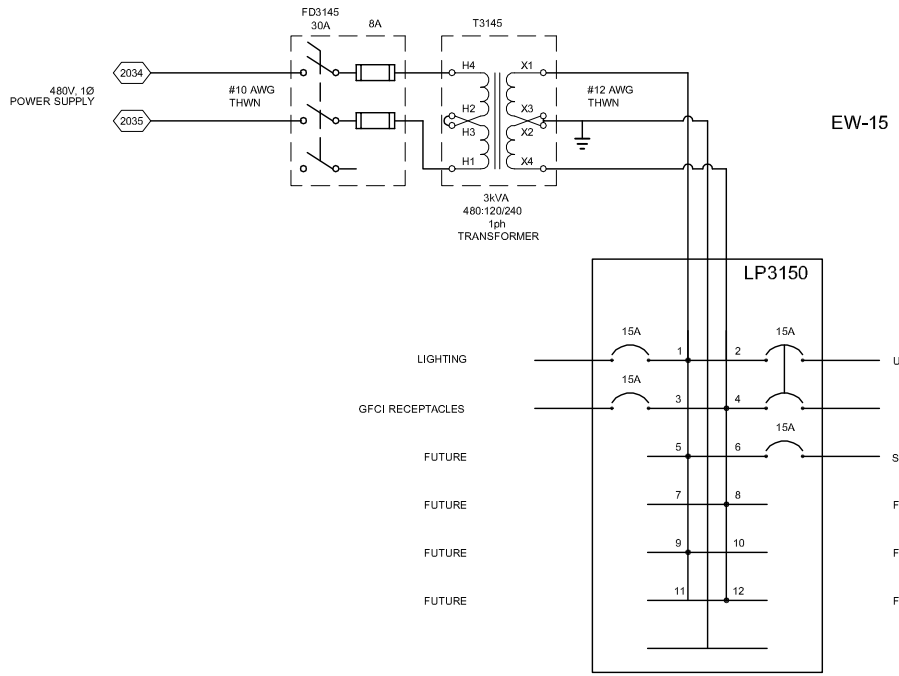 FD3145
30A
8A
T3145
2034
2035
480V, 1Ø
POWER SUPPLY
#10 AWG
THWN
H4
H2
H3
H1
X1
X3
X2
X4
#12 AWG
THWN
EW-15
3kVA
480:120/240
1ph
TRANSFORMER
LP3150
15A
15A
LIGHTING
1
2
U
15A
GFCI RECEPTACLES
3
4
15A
FUTURE
5
6
S
FUTURE
7
8
F
FUTURE
9
10
F
FUTURE
11
12
F